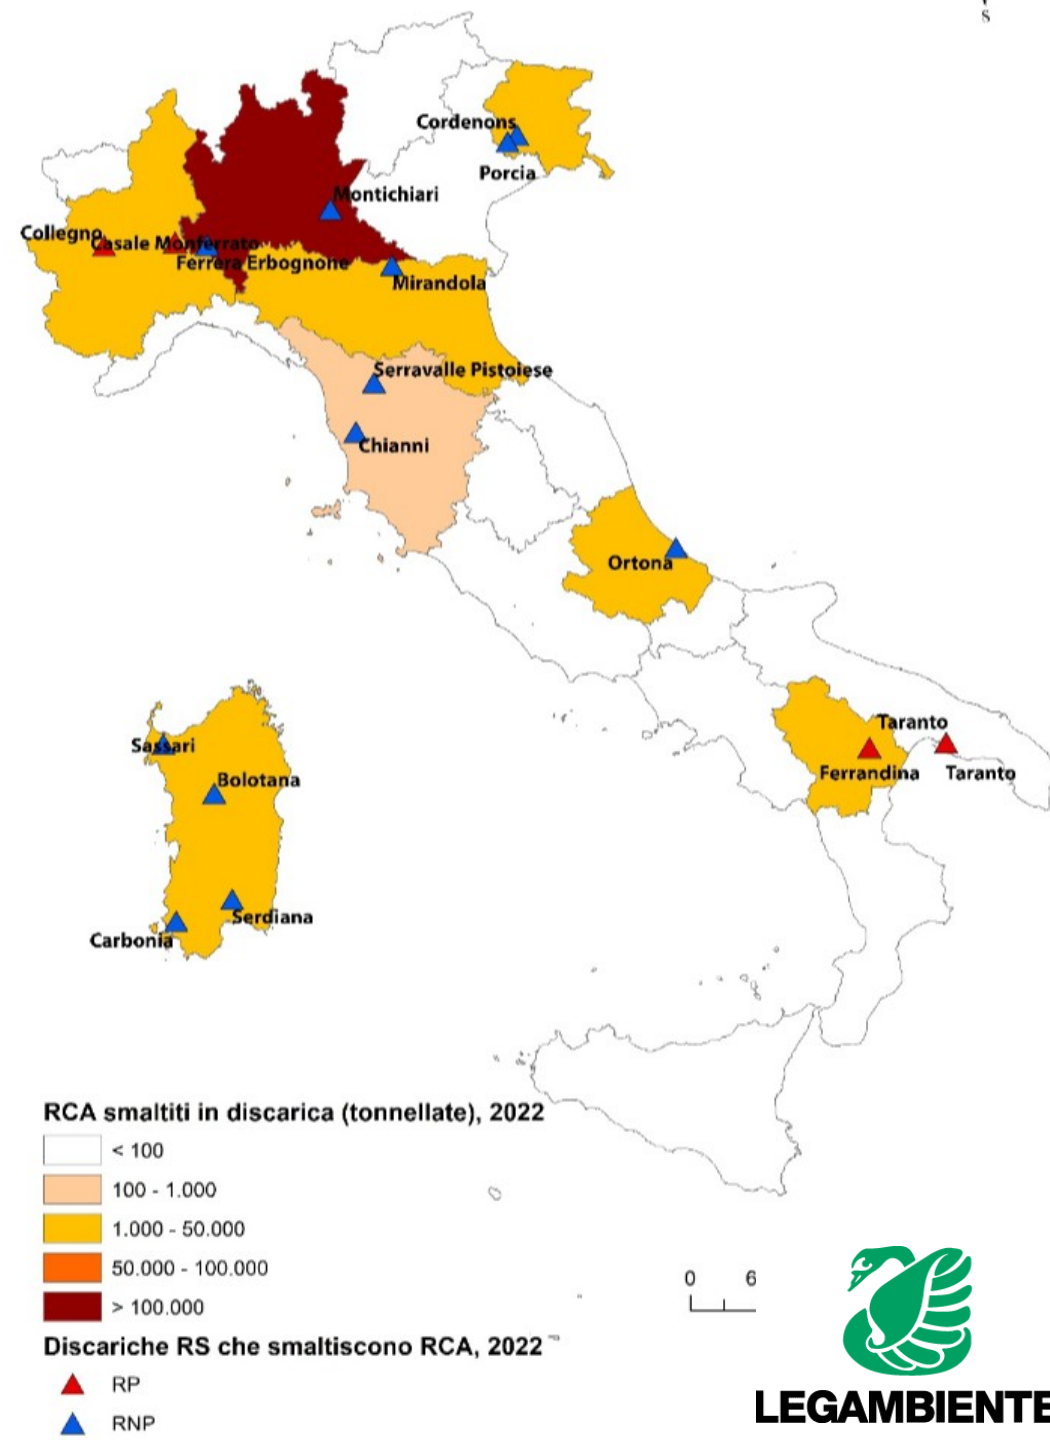 S
Cordenons
Porcia
Montichiari
Collegno
Casale Monferrato
Ferrera Erbognone
Mirandola
Serravalle Pistoiese
Chianni
Ortona
Sassari
Bolotana
Serdiana
Carbonia
Taranto
Ferrandina
Taranto
RCA smaltiti in discarica (tonnellate), 2022
< 100
100 - 1.000
1.000 - 50.000
50.000 - 100.000
> 100.000
0 6
Discariche RS che smaltiscono RCA, 2022
RP
RNP
LEGAMBIENTE